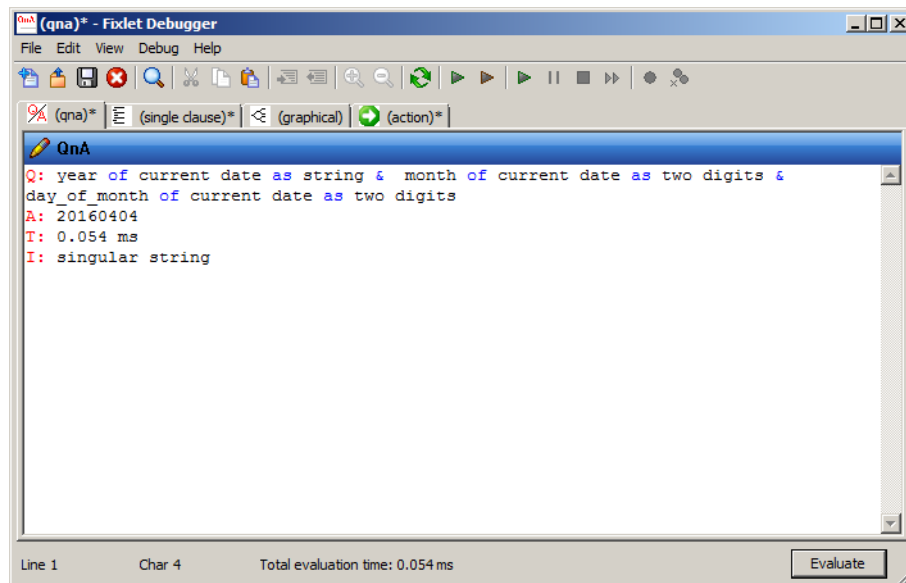 QnA (qna)* - Fixlet Debugger
File Edit View Debug Help
Q/A (qna)* (single clause)* (graphical) (action)*
QnA
Q: year of current date as string &  month of current date as two digits &
day_of_month of current date as two digits
A: 20160404
T: 0.054 ms
I: singular string
Line 1 Char 4 Total evaluation time: 0.054 ms Evaluate